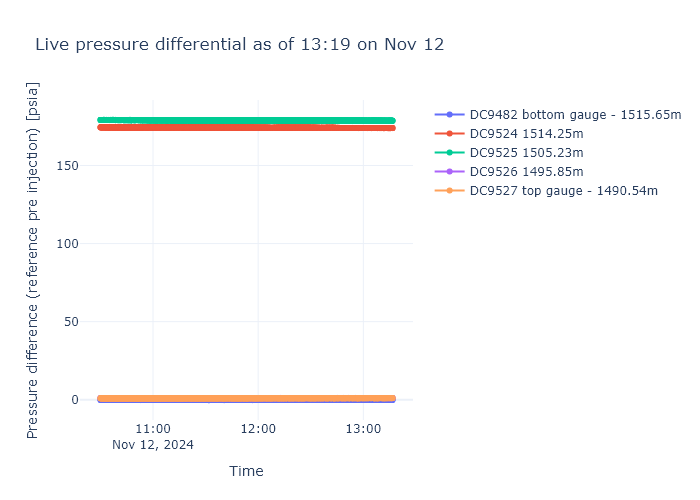 Live pressure differential as of 13:19 on Nov 12
Pressure difference (reference pre injection) [psia]
150
100
50
0
11:00
Nov 12, 2024
12:00
13:00
Time
DC9482 bottom gauge - 1515.65m
DC9524 1514.25m
DC9525 1505.23m
DC9526 1495.85m
DC9527 top gauge - 1490.54m